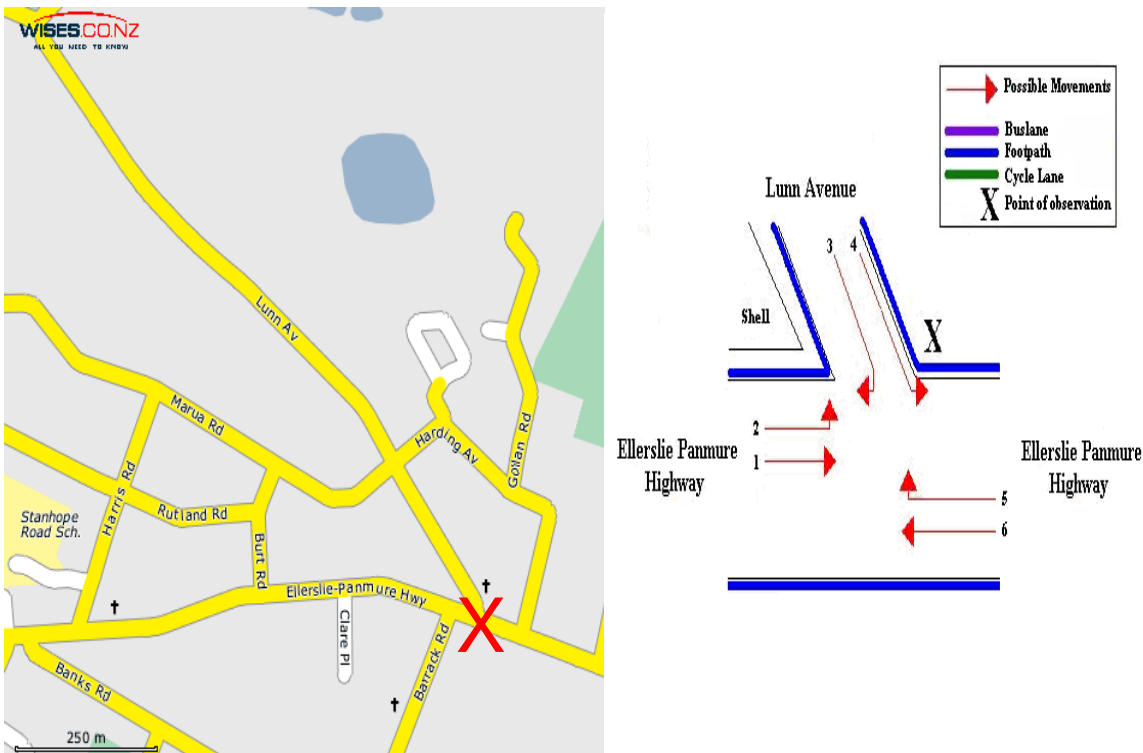 WISES.CO.NZ
ALL YOU NEED TO KNOW
Lunn Av
Marua Rd
Harding Av
Gollan Rd
Harris Rd
Rutland Rd
Stanhope
Road Sch.
Burt Rd
Ellerslie-Panmure Hwy
Clare Pl
Barrack Rd
Banks Rd
250 m
X
Possible Movements
Buslane
Footpath
Cycle Lane
X Point of observation
Lunn Avenue
3 4
Shell
X
2
1
Ellerslie Panmure
Highway
Ellerslie Panmure
Highway
5
6